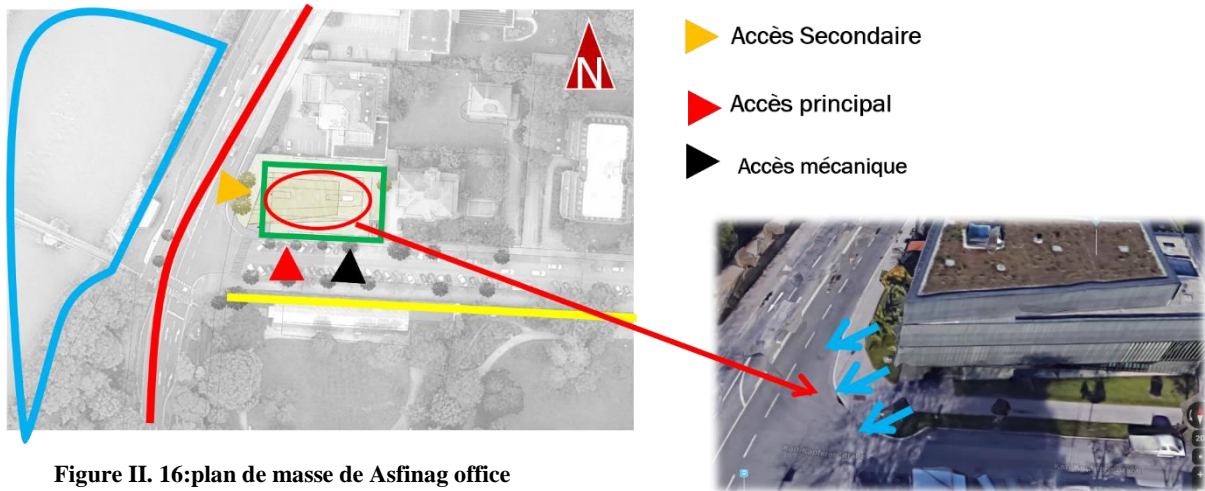 N
Accès Secondaire
Accès principal
Accès mécanique
Figure II. 16:plan de masse de Asfinag office